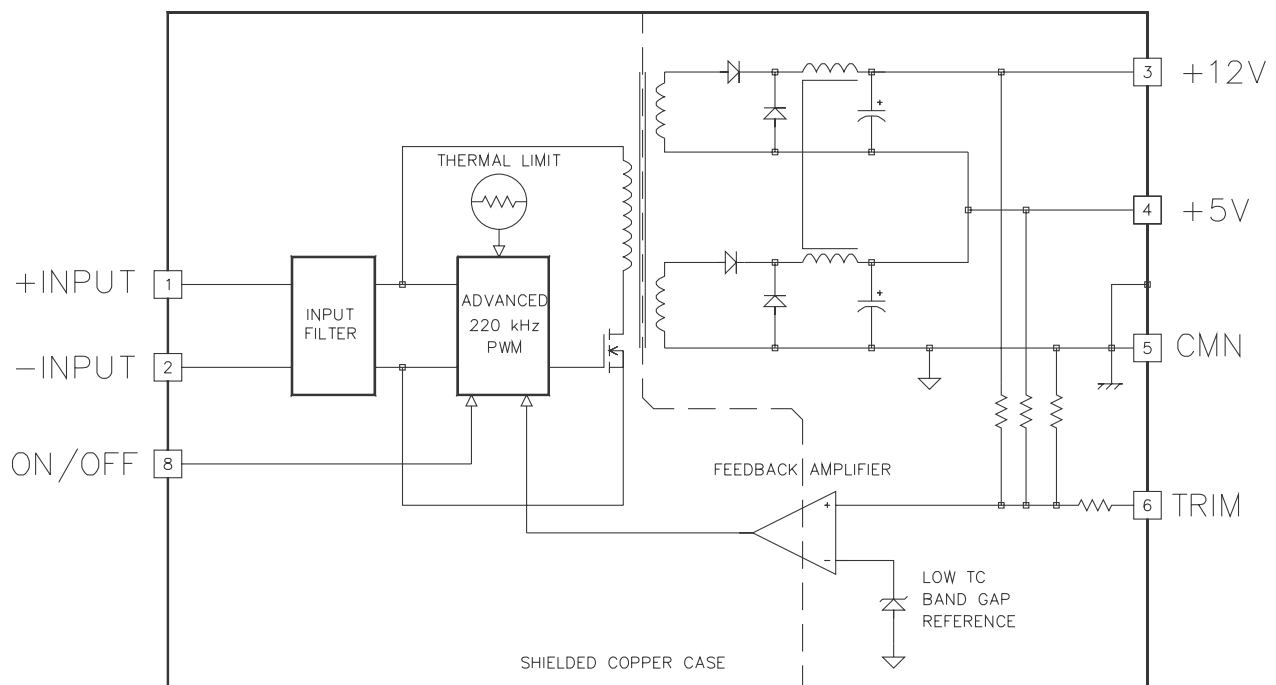 3 +12V
THERMAL LIMIT
4 +5V
+INPUT 1
INPUT
FILTER
ADVANCED
220 kHz
PWM
-INPUT 2
5 CMN
ON/OFF 8
FEEDBACK AMPLIFIER
6 TRIM
LOW TC
BAND GAP
REFERENCE
SHIELDED COPPER CASE
+
+
+
-